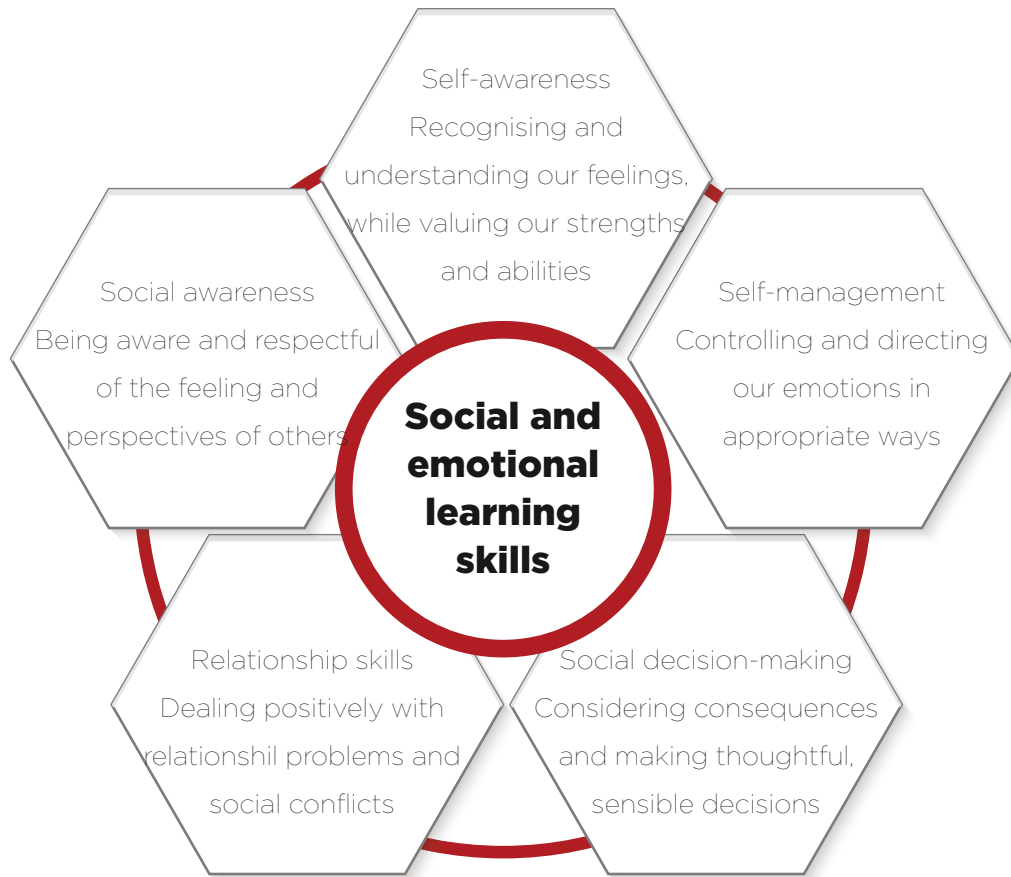 Self-awareness
Recognising and
understanding our feelings,
while valuing our strengths
and abilities
Self-management
Controlling and directing
our emotions in
appropriate ways
Social decision-making
Considering consequences
and making thoughtful,
sensible decisions
Relationship skills
Dealing positively with
relationshil problems and
social conflicts
Social awareness
Being aware and respectful
of the feeling and
perspectives of others
Social and
emotional
learning
skills